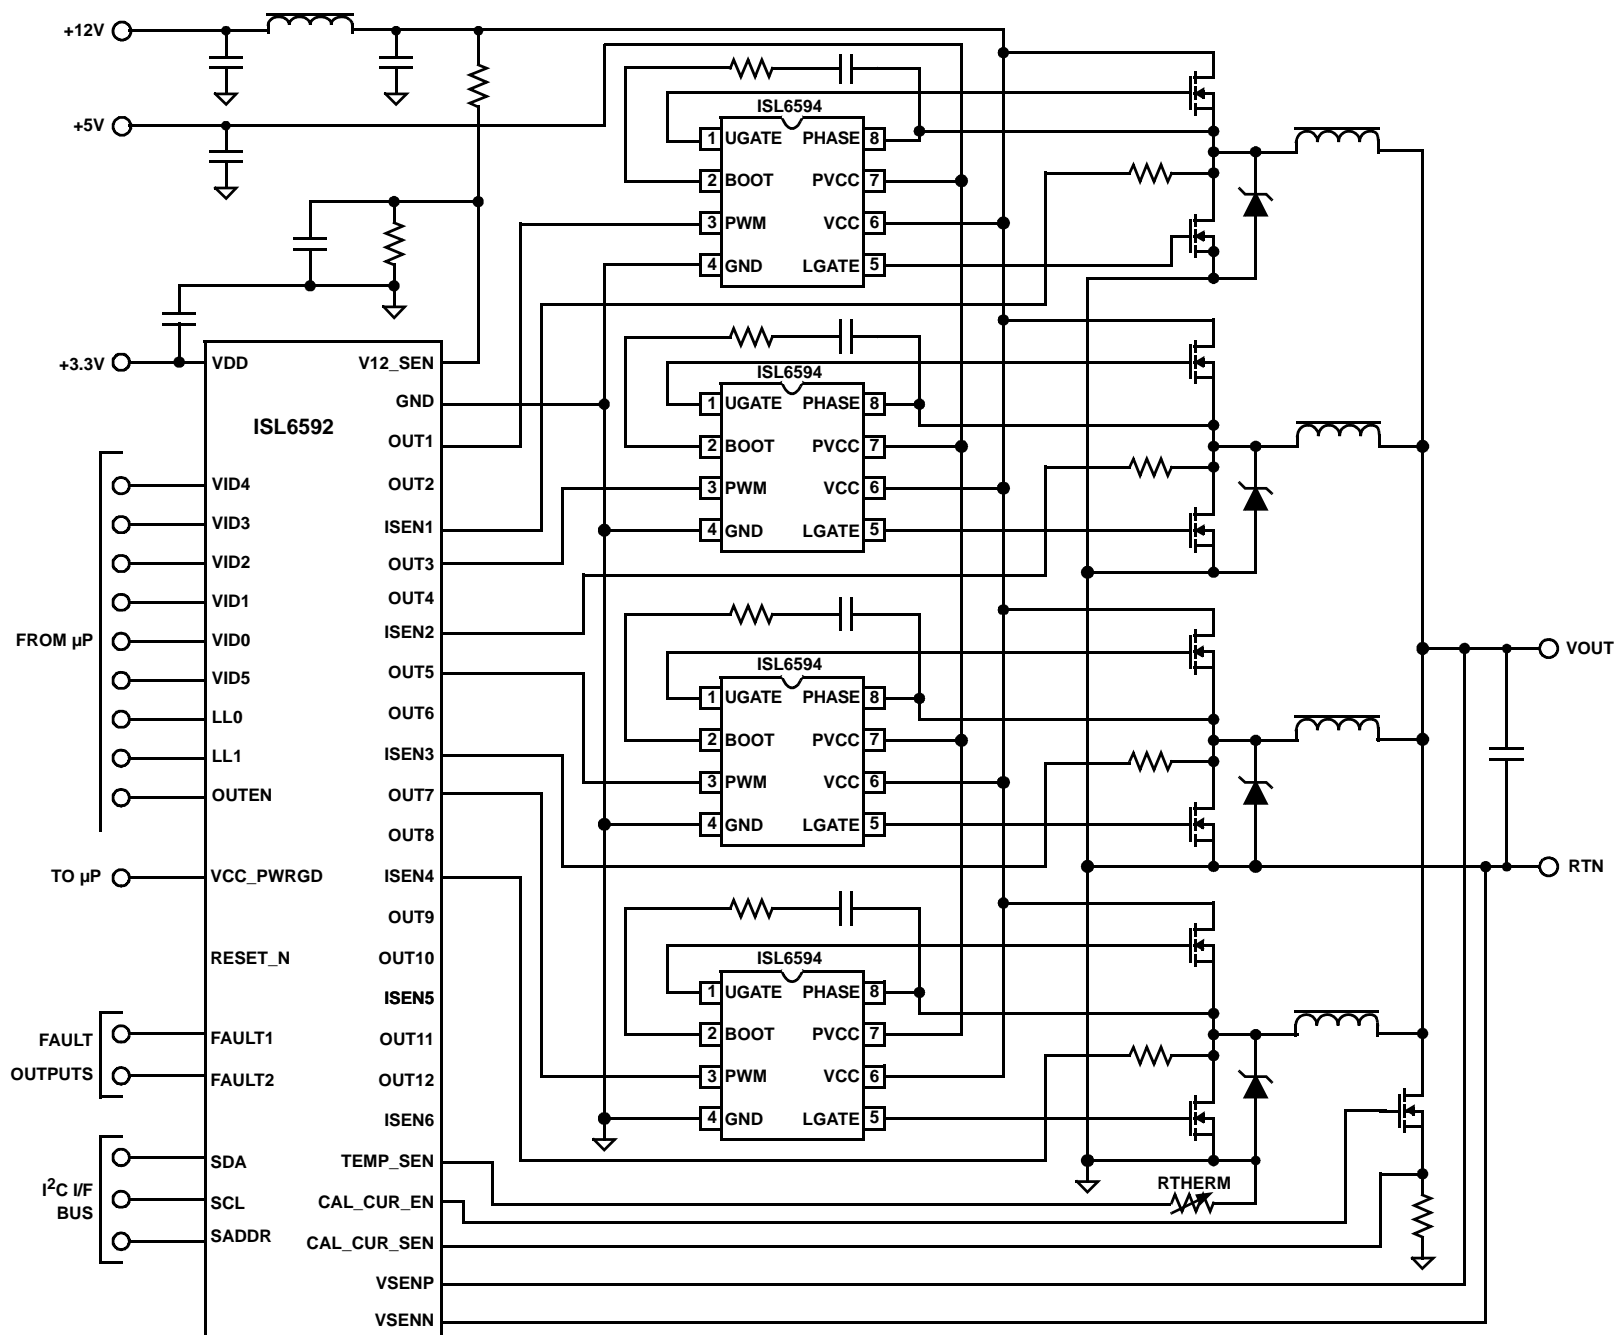 +12V
+5V
+3.3V
ISL6592
VDD
VID4
VID3
VID2
VID1
VID0
VID5
LL0
LL1
OUTEN
VCC_PWRGD
RESET_N
FAULT1
FAULT2
SDA
SCL
SADDR
FROM µP
TO µP
FAULT
OUTPUTS
I2C I/F
BUS
V12_SEN
GND
OUT1
OUT2
ISEN1
OUT3
OUT4
ISEN2
OUT5
OUT6
ISEN3
OUT7
OUT8
ISEN4
OUT9
OUT10
ISEN5
OUT11
OUT12
ISEN6
TEMP_SEN
CAL_CUR_EN
CAL_CUR_SEN
VSENP
VSENN
ISL6594
1 UGATE PHASE 8
2 BOOT PVCC 7
3 PWM VCC 6
4 GND LGATE 5
ISL6594
1 UGATE PHASE 8
2 BOOT PVCC 7
3 PWM VCC 6
4 GND LGATE 5
ISL6594
1 UGATE PHASE 8
2 BOOT PVCC 7
3 PWM VCC 6
4 GND LGATE 5
ISL6594
1 UGATE PHASE 8
2 BOOT PVCC 7
3 PWM VCC 6
4 GND LGATE 5
RTHERM
VOUT
RTN